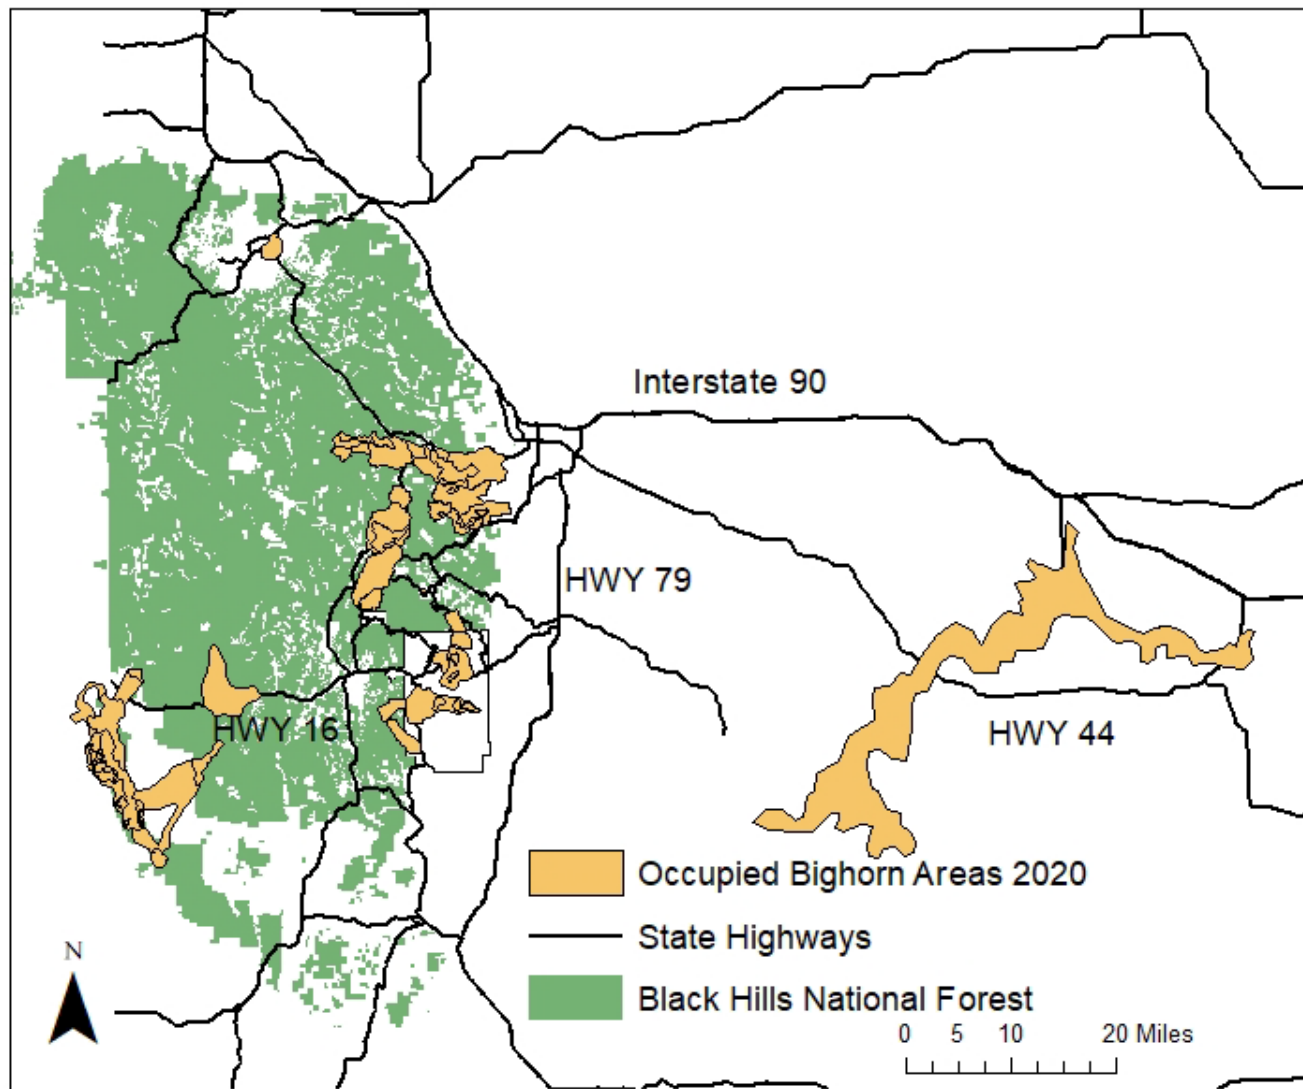 Interstate 90
HWY 79
HWY 16
HWY 44
Occupied Bighorn Areas 2020
State Highways
Black Hills National Forest
N
0 5 10 20 Miles